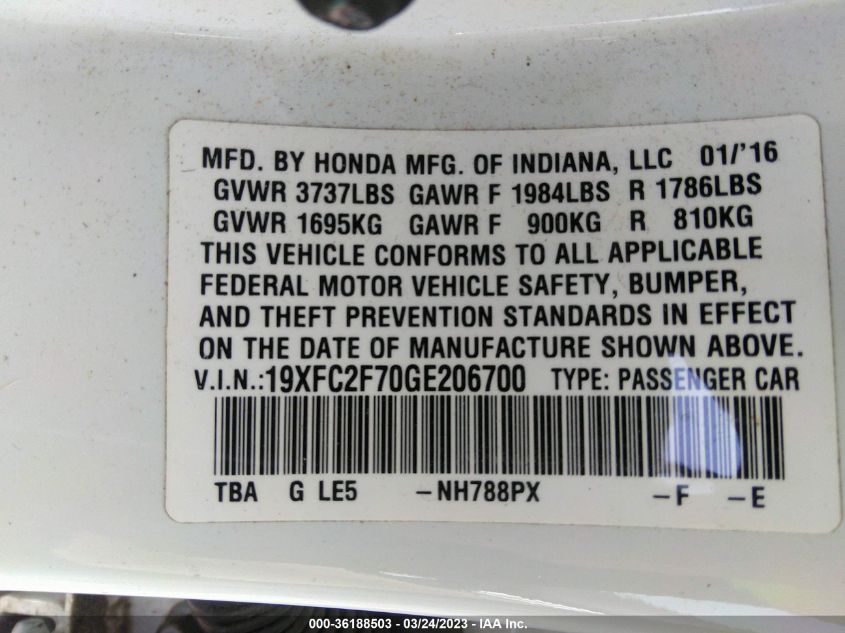 MFD. BY HONDA MFG. OF INDIANA, LLC 01/'16
GVWR 3737LBS GAWR F 1984LBS R 1786LBS
GVWR 1695KG GAWR F 900KG R 810KG
THIS VEHICLE CONFORMS TO ALL APPLICABLE
FEDERAL MOTOR VEHICLE SAFETY, BUMPER,
AND THEFT PREVENTION STANDARDS IN EFFECT
ON THE DATE OF MANUFACTURE SHOWN ABOVE.
V.I.N.:19XFC2F70GE206700 TYPE: PASSENGER CAR
TBA G LE5 -NH788PX -F -E
000-36188503 - 03/24/2023 - IAA Inc.